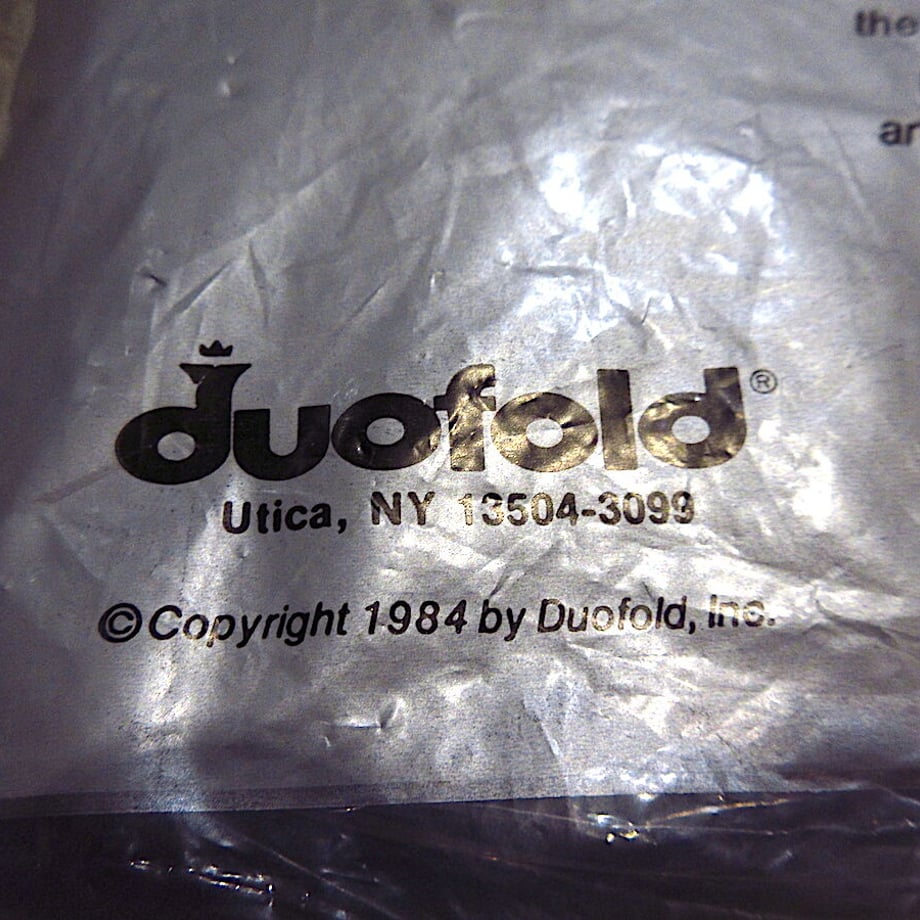 the
ar
duofold®
Utica, NY 13504-3099
©Copyright 1984 by Duofold, Inc.